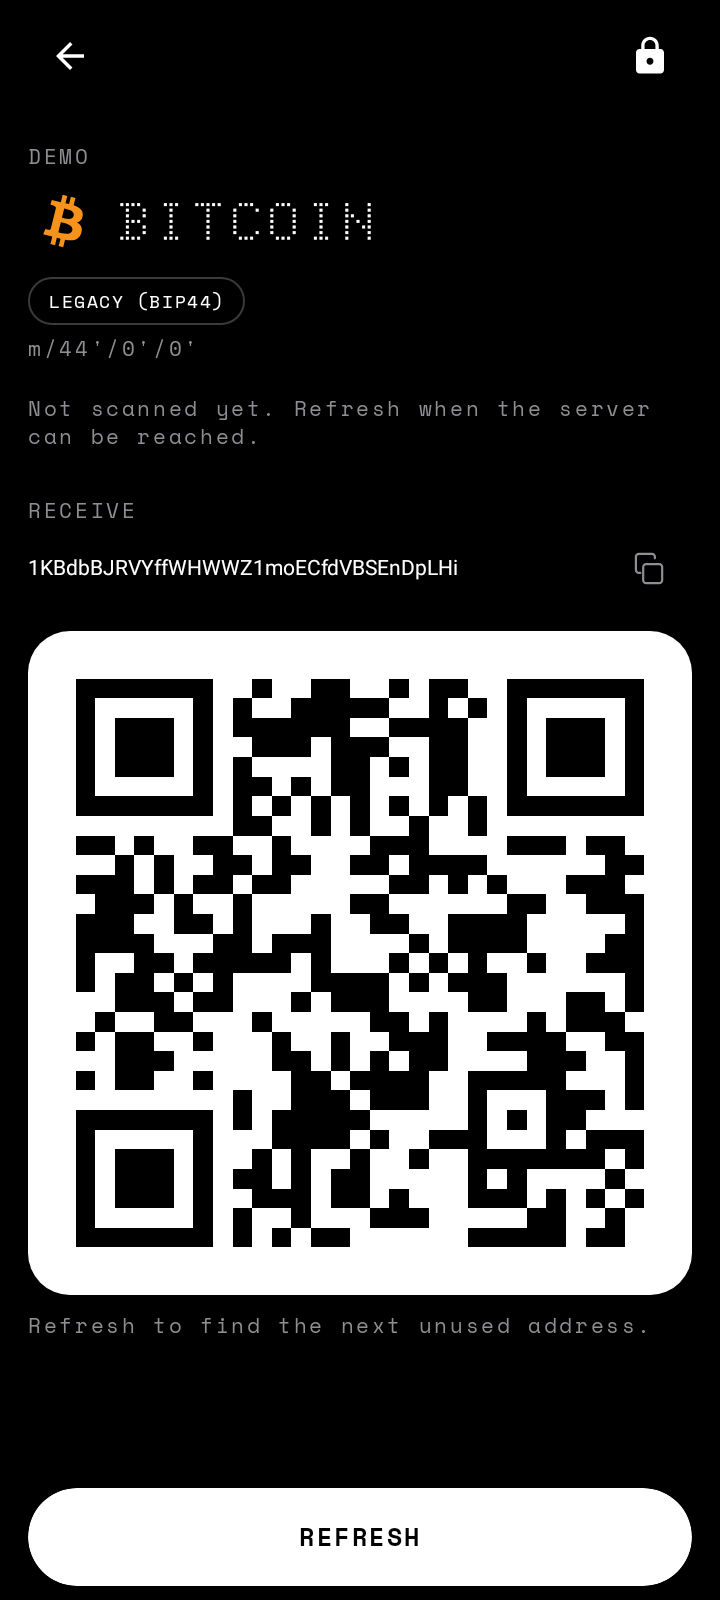 DEMO
BITCOIN
LEGACY (BIP44)
m/44'/0'/0'
Not scanned yet. Refresh when the server
can be reached.
RECEIVE
1KBdbBJRVYffWHWWZ1moECfdVBSEnDpLHi
Refresh to find the next unused address.
REFRESH